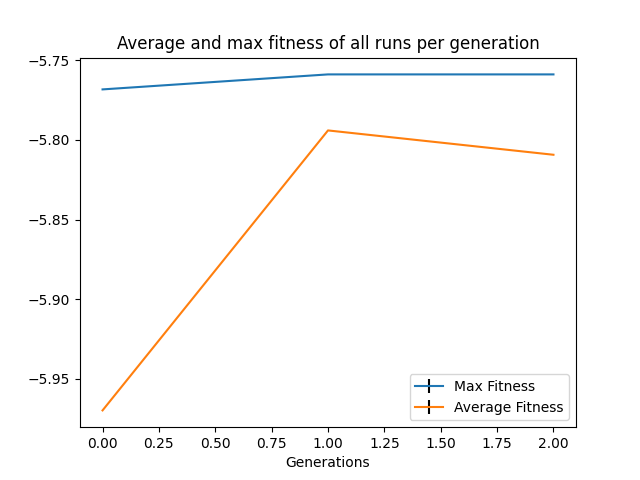 Average and max fitness of all runs per generation
−5.75
−5.80
−5.85
−5.90
−5.95
0.00 0.25 0.50 0.75 1.00 1.25 1.50 1.75 2.00
Generations
Max Fitness
Average Fitness